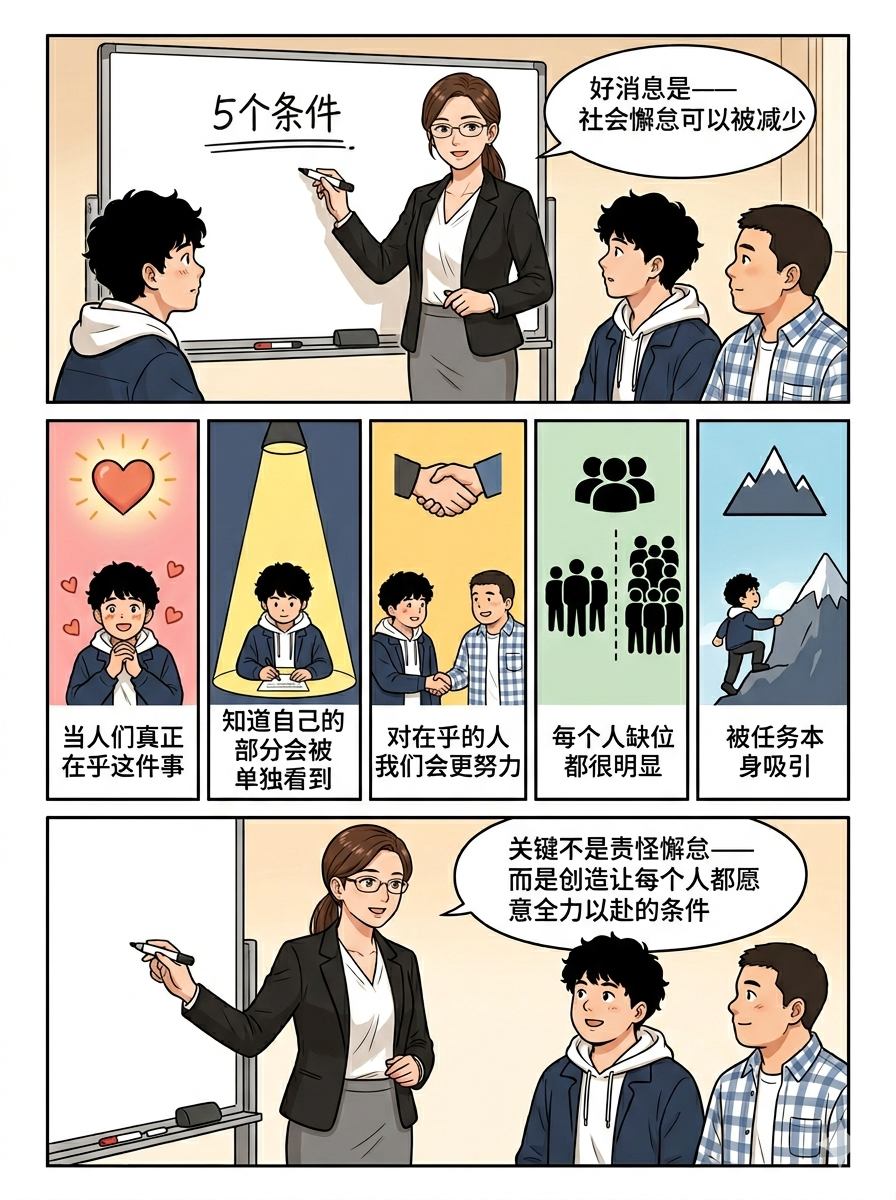 5个条件
好消息是——
社会懈怠可以被减少
当人们真正
在乎这件事
知道自己的
部分会被
单独看到
对在乎的人
我们会更努力
每个人缺位
都很明显
被任务本
身吸引
关键不是责怪懈怠——
而是创造让每个人都愿
意全力以赴的条件